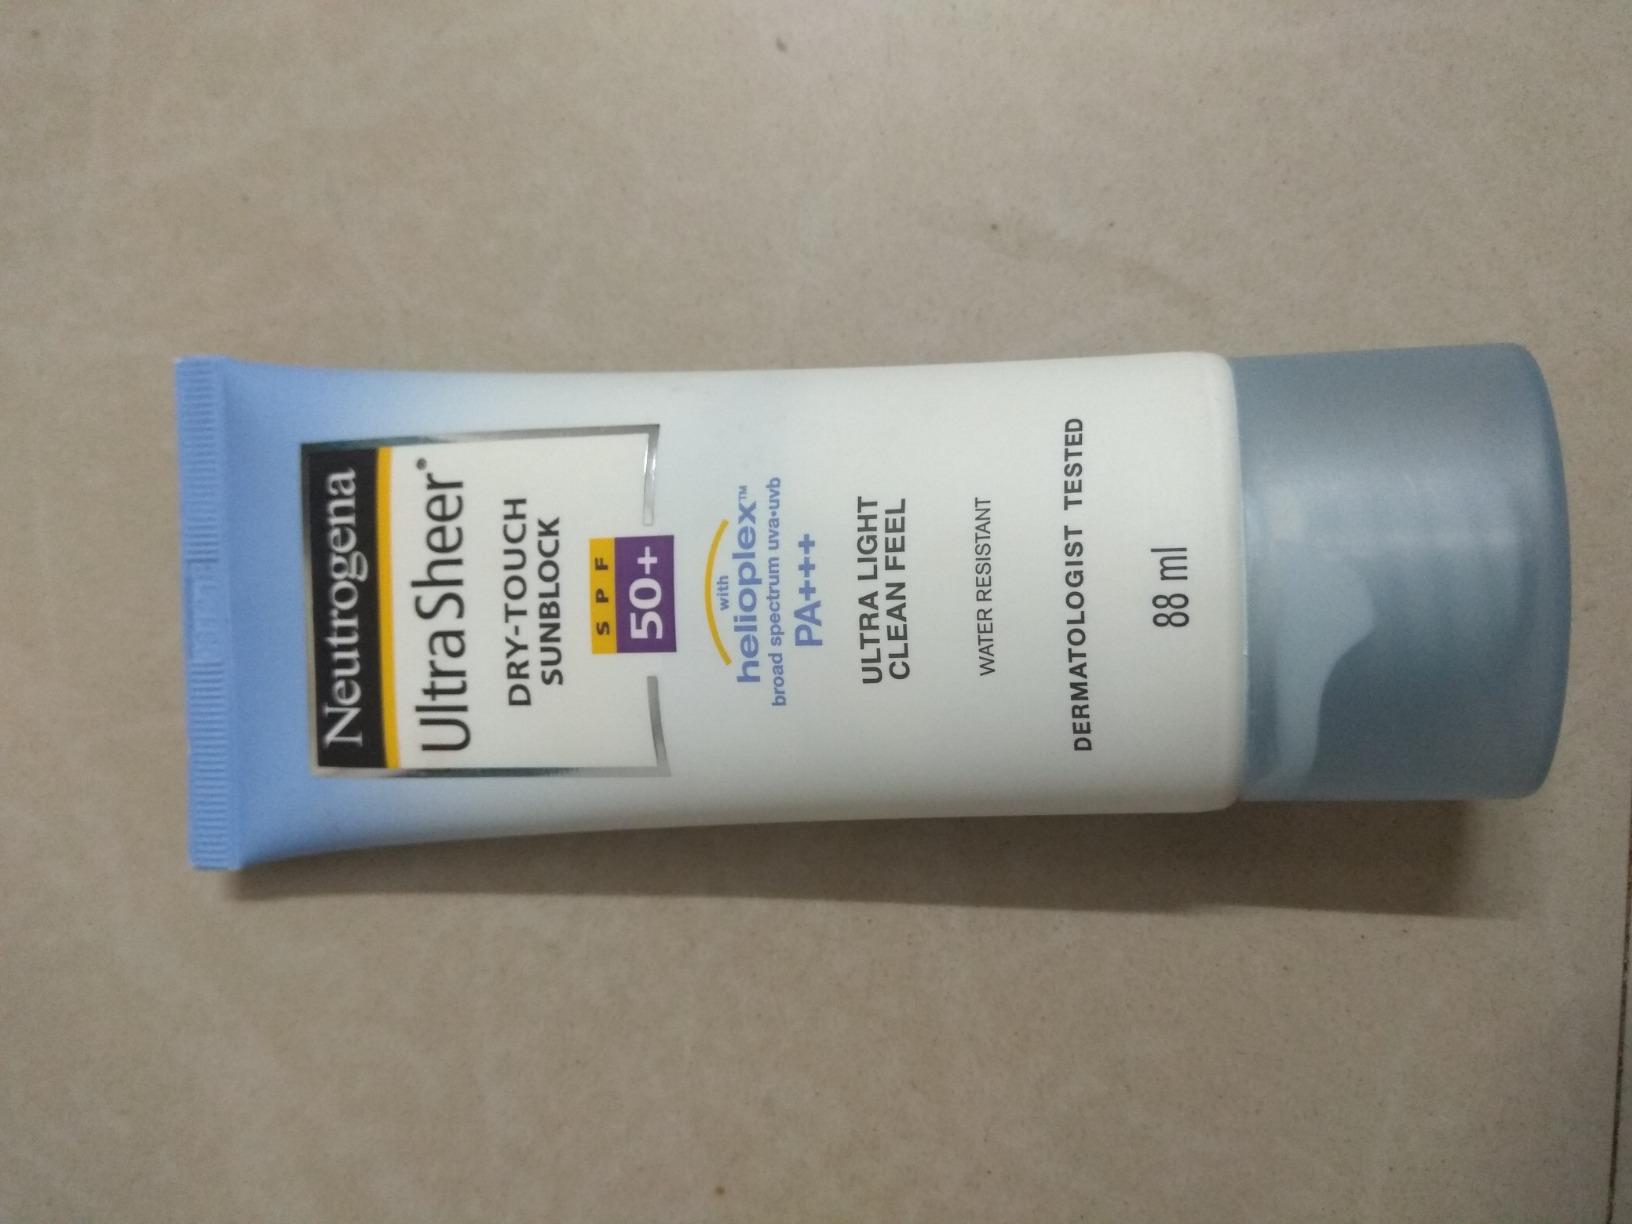 Neutrogena
Ultra Sheer®
DRY-TOUCH
SUNBLOCK
SPF
50+
with
helioplex™
broad spectrum uva•uvb
PA+++
ULTRA LIGHT
CLEAN FEEL
WATER RESISTANT
DERMATOLOGIST TESTED
88 ml